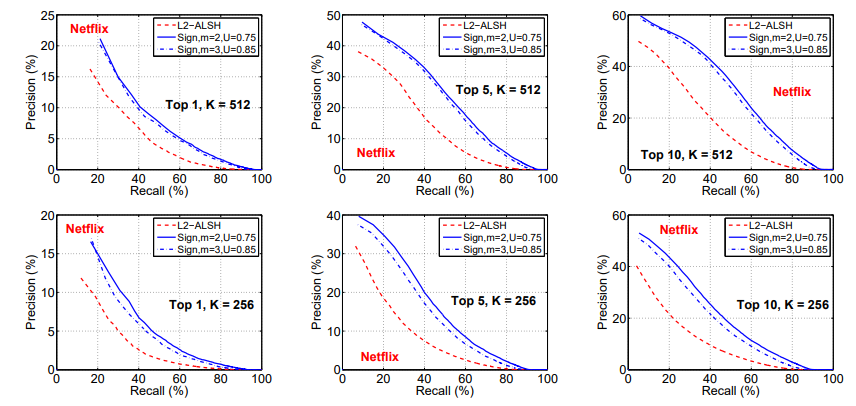 Netflix
L2-ALSH
Sign,m=2,U=0.75
Sign,m=3,U=0.85
Top 1, K = 512
Precision (%)
25
20
15
10
5
0
0 20 40 60 80 100
Recall (%)
L2-ALSH
Sign,m=2,U=0.75
Sign,m=3,U=0.85
Top 5, K = 512
Netflix
Precision (%)
50
40
30
20
10
0
0 20 40 60 80 100
Recall (%)
L2-ALSH
Sign,m=2,U=0.75
Sign,m=3,U=0.85
Netflix
Top 10, K = 512
Precision (%)
60
40
20
0
0 20 40 60 80 100
Recall (%)
Netflix
L2-ALSH
Sign,m=2,U=0.75
Sign,m=3,U=0.85
Top 1, K = 256
Precision (%)
20
15
10
5
0
0 20 40 60 80 100
Recall (%)
L2-ALSH
Sign,m=2,U=0.75
Sign,m=3,U=0.85
Top 5, K = 256
Netflix
Precision (%)
40
30
20
10
0
0 20 40 60 80 100
Recall (%)
Netflix
L2-ALSH
Sign,m=2,U=0.75
Sign,m=3,U=0.85
Top 10, K = 256
Precision (%)
60
40
20
0
0 20 40 60 80 100
Recall (%)